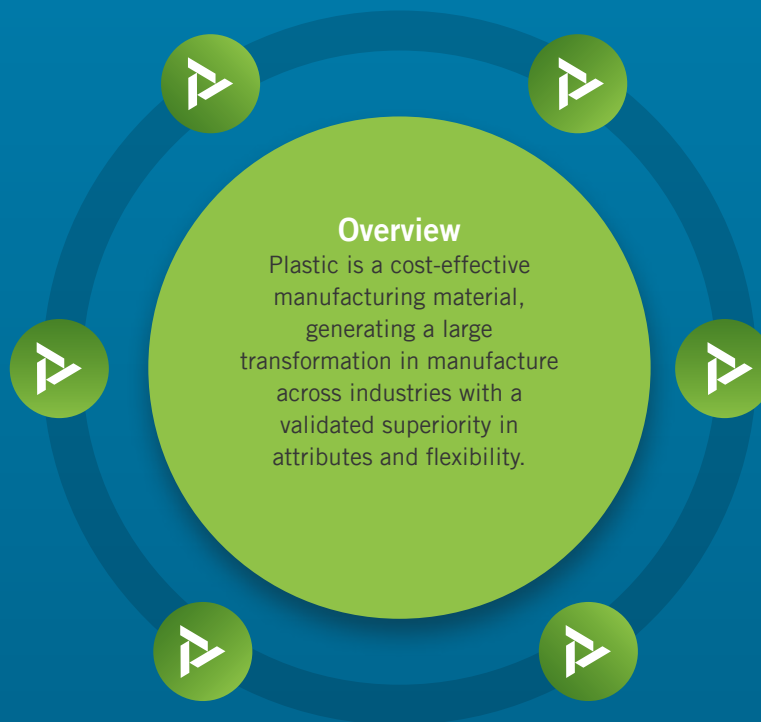 Overview
Plastic is a cost-effective
manufacturing material,
generating a large
transformation in manufacture
across industries with a
validated superiority in
attributes and flexibility.